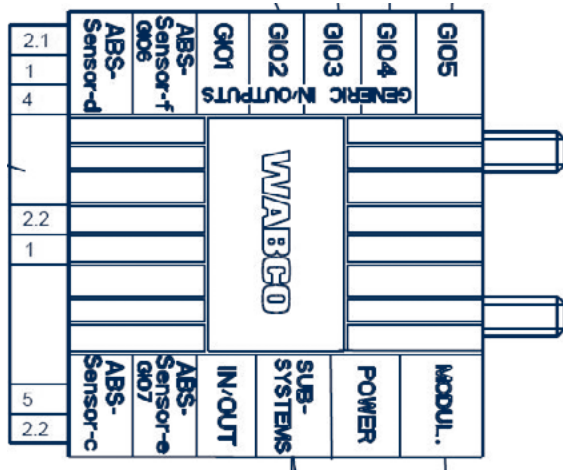 2.1
1
4
2.2
1
5
2.2
ABS-
Sensor-d
ABS-
Sensor-f
GIO6
GIO1
GIO2
GIO3
GIO4
GIO5
GENERIC IN/OUTPUTS
WABCO
ABS-
Sensor-c
ABS-
Sensor-e
GIO7
IN/OUT
SUB-
SYSTEMS
POWER
MODUL.